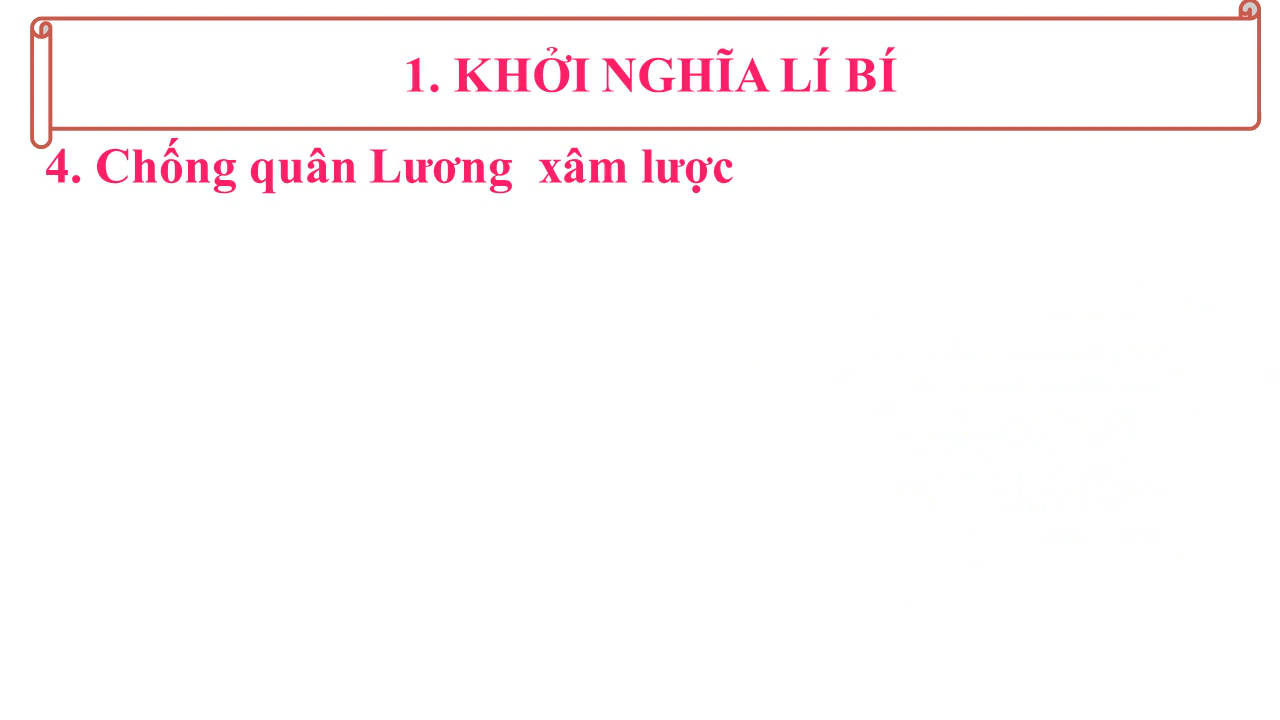 1. KHỞI NGHĨA LÍ BÍ
4. Chống quân Lương  xâm lược